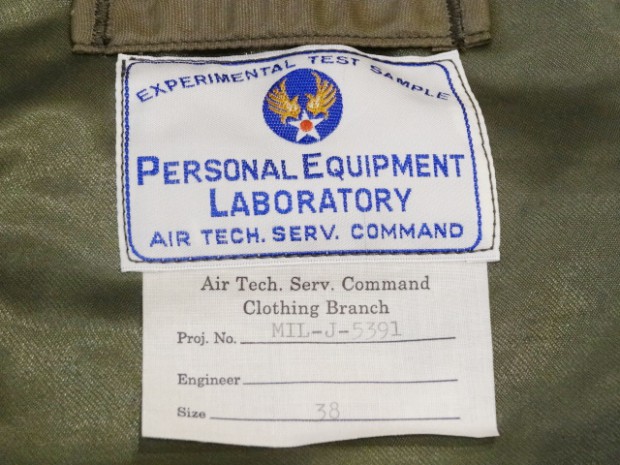 EXPERIMENTAL TEST SAMPLE
PERSONAL EQUIPMENT
LABORATORY
AIR TECH. SERV. COMMAND
Air Tech. Serv. Command
Clothing Branch
Proj. No. MIL-J-5391
Engineer
Size 38